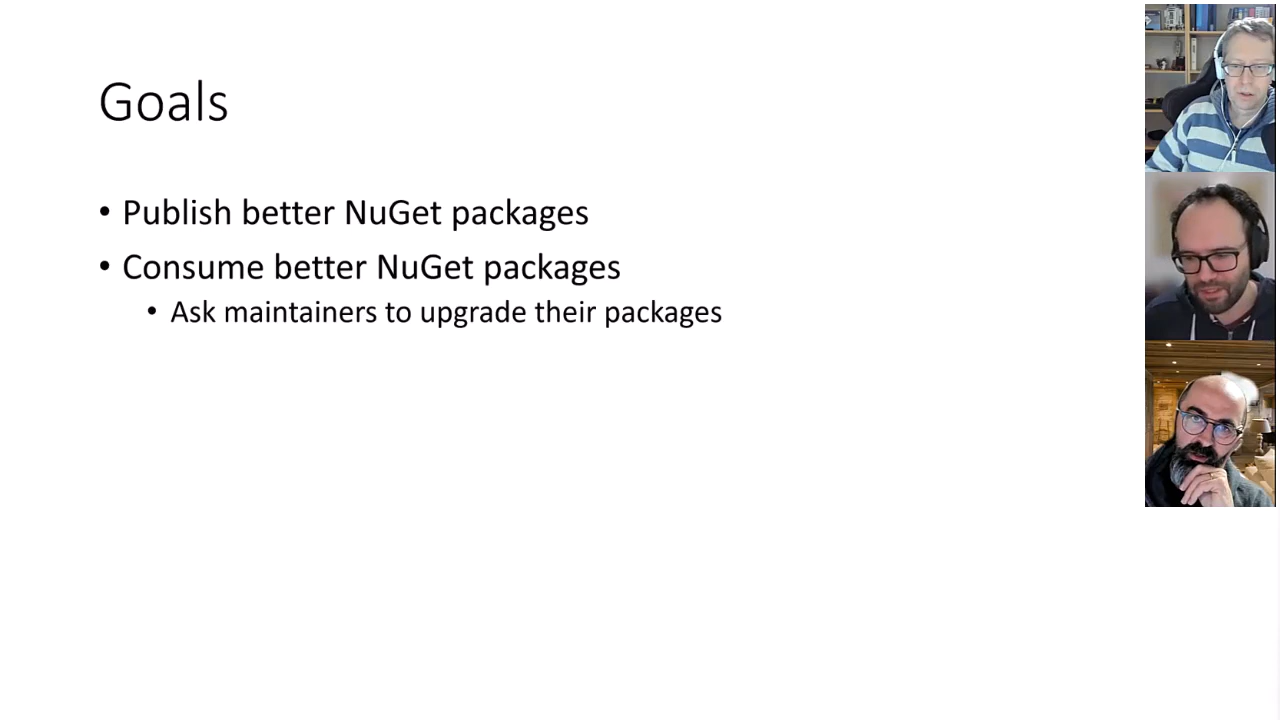 Goals
• Publish better NuGet packages
• Consume better NuGet packages
• Ask maintainers to upgrade their packages